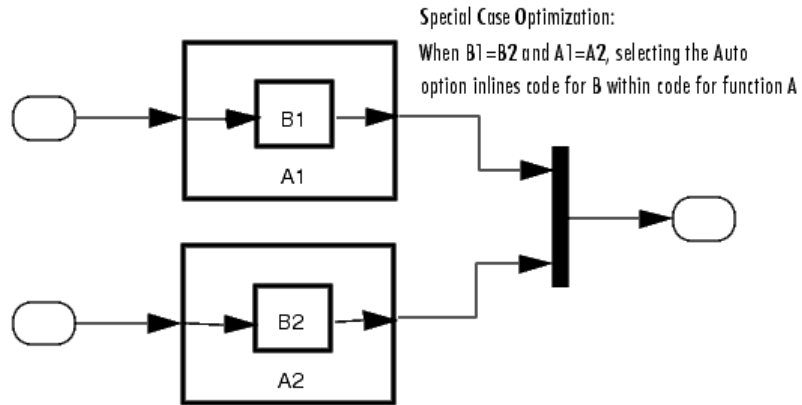 Special Case Optimization:
When B1=B2 and A1=A2, selecting the Auto
option inlines code for B within code for function A
B1
A1
B2
A2